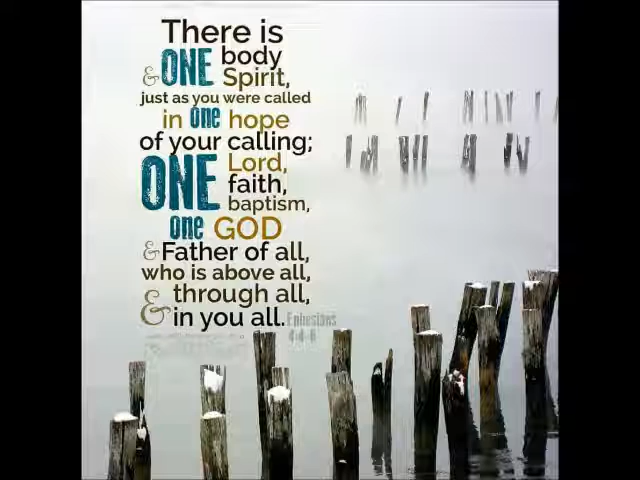 There is
& ONE body
Spirit,
just as you were called
in one hope
of your calling;
ONE Lord,
faith,
baptism,
one GOD
& Father of all,
who is above all,
through all,
& in you all. Ephesians
4:4-6